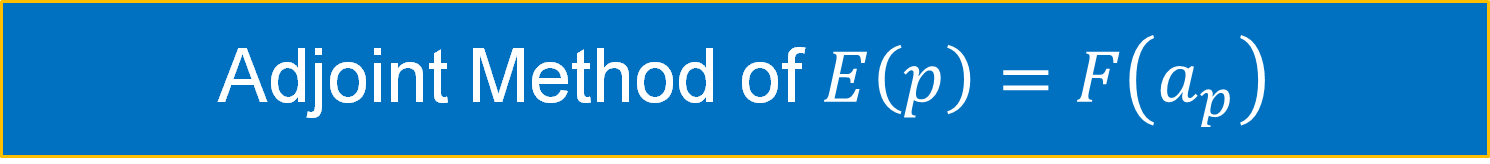 Adjoint Method of E(p) = F(a_p)